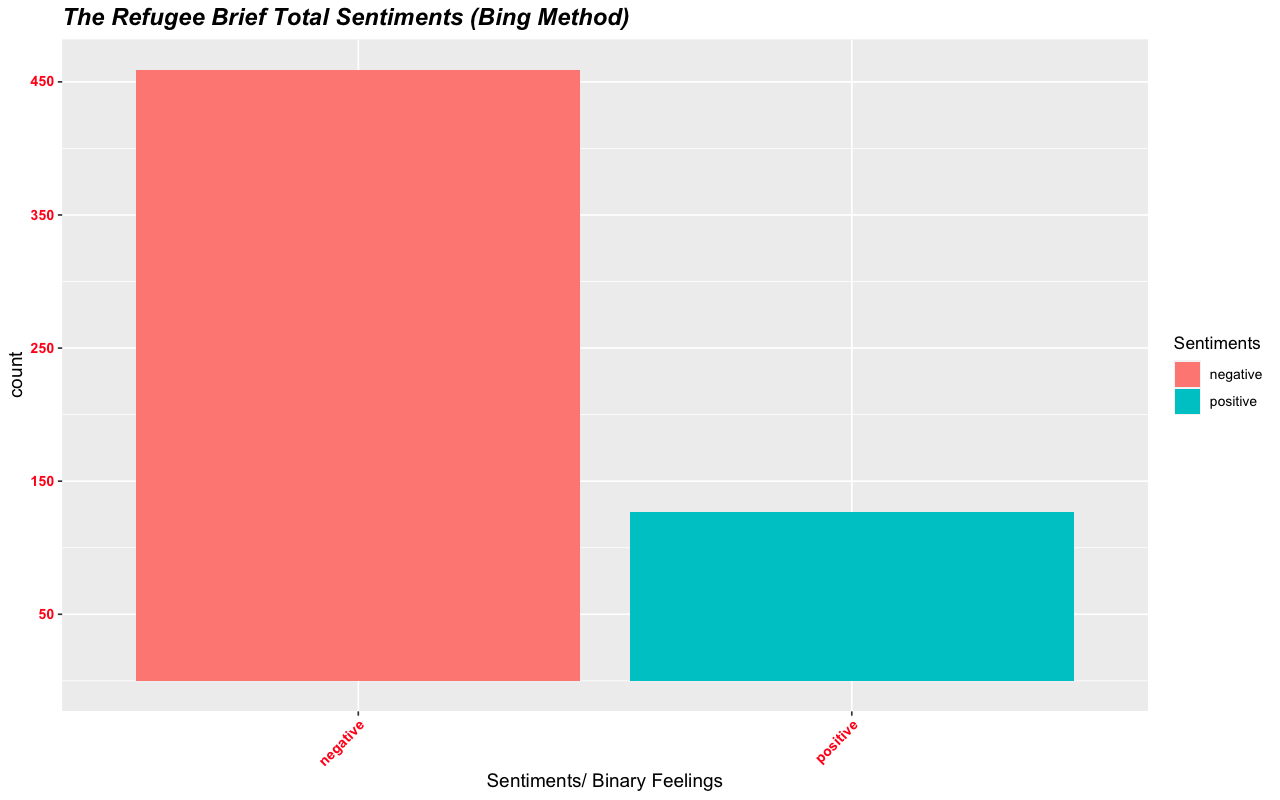 The Refugee Brief Total Sentiments (Bing Method)
count
450
350
250
150
50
negative
positive
Sentiments/ Binary Feelings
Sentiments
negative
positive